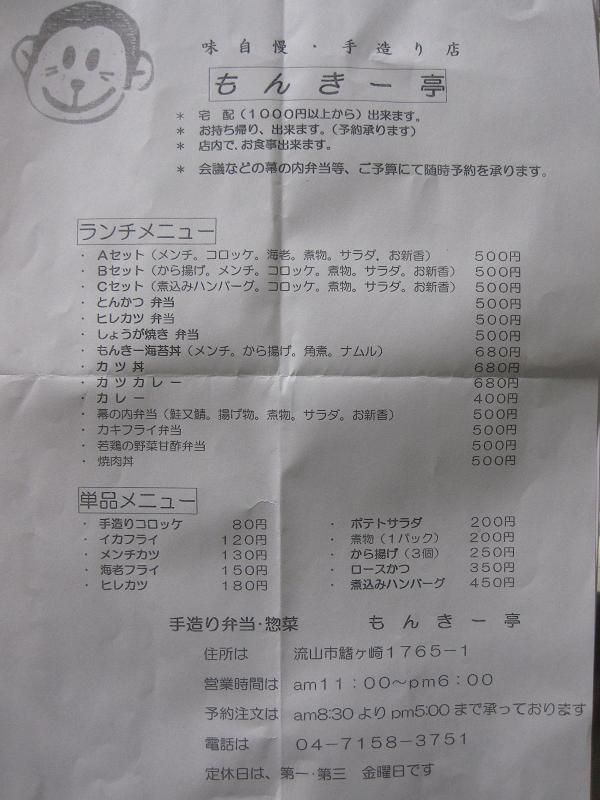 味自慢・手造り店
もんきー亭
＊ 宅 配（１０００円以上から）出来ます。
＊ お持ち帰り、出来ます。（予約承ります）
＊ 店内で、お食事出来ます。
＊ 会議などの幕の内弁当等、ご予算にて随時予約を承ります。
ランチメニュー
・ Ａセット（メンチ。コロッケ。海老。煮物。サラダ．お新香） ５００円
・ Ｂセット（から揚げ。メンチ。コロッケ。煮物。サラダ。お新香） ５００円
・ Ｃセット（煮込みハンバーグ。コロッケ。煮物。サラダ。お新香） ５００円
・ とんかつ 弁当 ５００円
・ ヒレカツ 弁当 ５００円
・ しょうが焼き 弁当 ５００円
・ もんきー海苔丼（メンチ。から揚げ。角煮。ナムル） ６８０円
・ カツ丼 ６８０円
・ カツカレー ６８０円
・ カレー ４００円
・ 幕の内弁当（鮭又鯖。揚げ物。煮物。サラダ。お新香） ５００円
・ カキフライ弁当 ５００円
・ 若鶏の野菜甘酢弁当 ５００円
・ 焼肉丼 ５００円
単品メニュー
・ 手造りコロッケ ８０円
・ イカフライ １２０円
・ メンチカツ １３０円
・ 海老フライ １５０円
・ ヒレカツ １８０円
・ ポテトサラダ ２００円
・ 煮物（１パック） ２００円
・ から揚げ（３個） ２５０円
・ ロースかつ ３５０円
・ 煮込みハンバーグ ４５０円
手造り弁当・惣菜 もんきー亭
住所は 流山市鰭ヶ崎１７６５－１
営業時間は ａｍ１１：００～ｐｍ６：００
予約注文は am8:30 より pm5:00 まで承っております
電話は ０４－７１５８－３７５１
定休日は、第一・第三 金曜日です